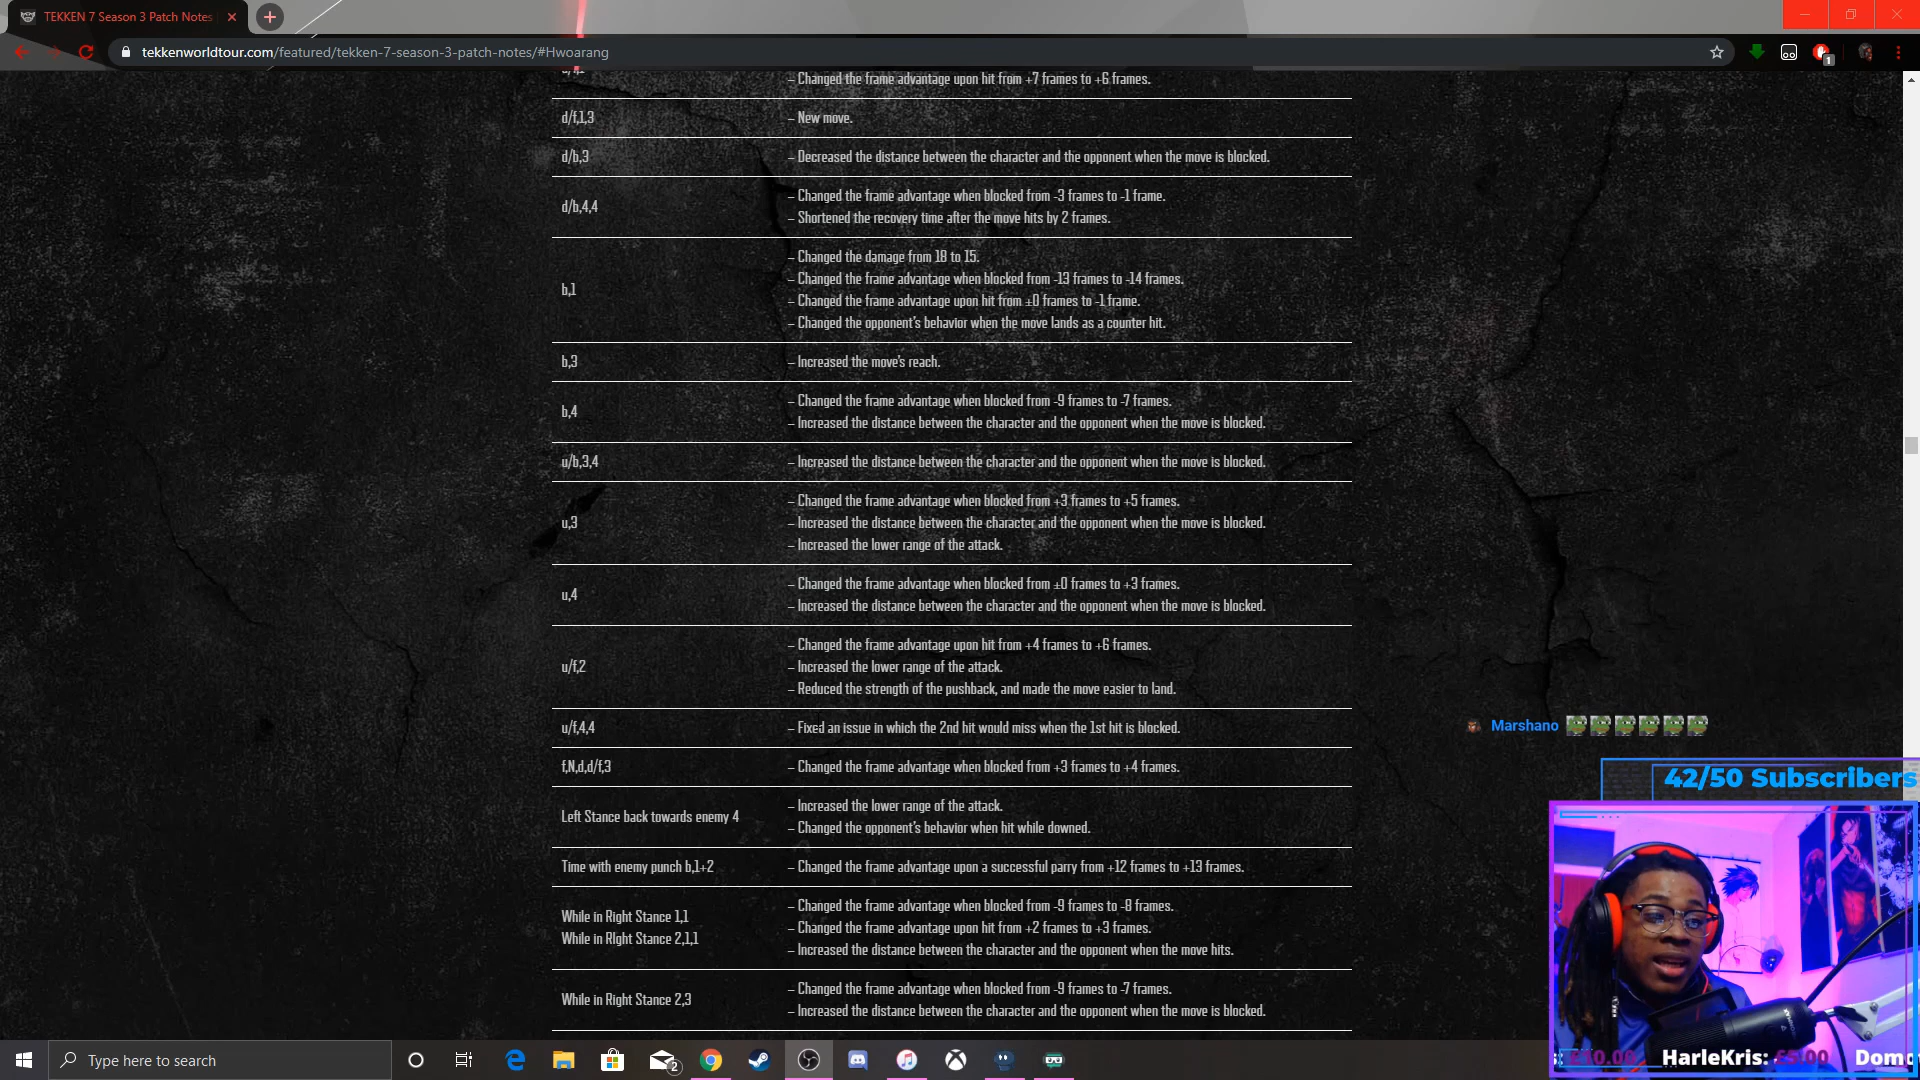 TEKKEN 7 Season 3 Patch Notes
tekkenworldtour.com/featured/tekken-7-season-3-patch-notes/#Hwoarang
1
– Changed the frame advantage upon hit from +7 frames to +6 frames.
d/f,1,3
– New move.
d/b,3
– Decreased the distance between the character and the opponent when the move is blocked.
d/b,4,4
– Changed the frame advantage when blocked from -3 frames to -1 frame.
– Shortened the recovery time after the move hits by 2 frames.
b,1
– Changed the damage from 18 to 15.
– Changed the frame advantage when blocked from -13 frames to -14 frames.
– Changed the frame advantage upon hit from ±0 frames to -1 frame.
– Changed the opponent's behavior when the move lands as a counter hit.
b,3
– Increased the move's reach.
b,4
– Changed the frame advantage when blocked from -9 frames to -7 frames.
– Increased the distance between the character and the opponent when the move is blocked.
u/b,3,4
– Increased the distance between the character and the opponent when the move is blocked.
u,3
– Changed the frame advantage when blocked from +3 frames to +5 frames.
– Increased the distance between the character and the opponent when the move is blocked.
– Increased the lower range of the attack.
u,4
– Changed the frame advantage when blocked from ±0 frames to +3 frames.
– Increased the distance between the character and the opponent when the move is blocked.
u/f,2
– Changed the frame advantage upon hit from +4 frames to +6 frames.
– Increased the lower range of the attack.
– Reduced the strength of the pushback, and made the move easier to land.
u/f,4,4
– Fixed an issue in which the 2nd hit would miss when the 1st hit is blocked.
f,N,d,d/f,3
– Changed the frame advantage when blocked from +3 frames to +4 frames.
Left Stance back towards enemy 4
– Increased the lower range of the attack.
– Changed the opponent's behavior when hit while downed.
Time with enemy punch b,1+2
– Changed the frame advantage upon a successful parry from +12 frames to +13 frames.
While in Right Stance 1,1
While in RIght Stance 2,1,1
– Changed the frame advantage when blocked from -9 frames to -8 frames.
– Changed the frame advantage upon hit from +2 frames to +3 frames.
– Increased the distance between the character and the opponent when the move hits.
While in Right Stance 2,3
– Changed the frame advantage when blocked from -9 frames to -7 frames.
– Increased the distance between the character and the opponent when the move is blocked.
Marshano
42/50 Subscribers
£10.00 HarleKris: £5.00 Domo
Type here to search
2